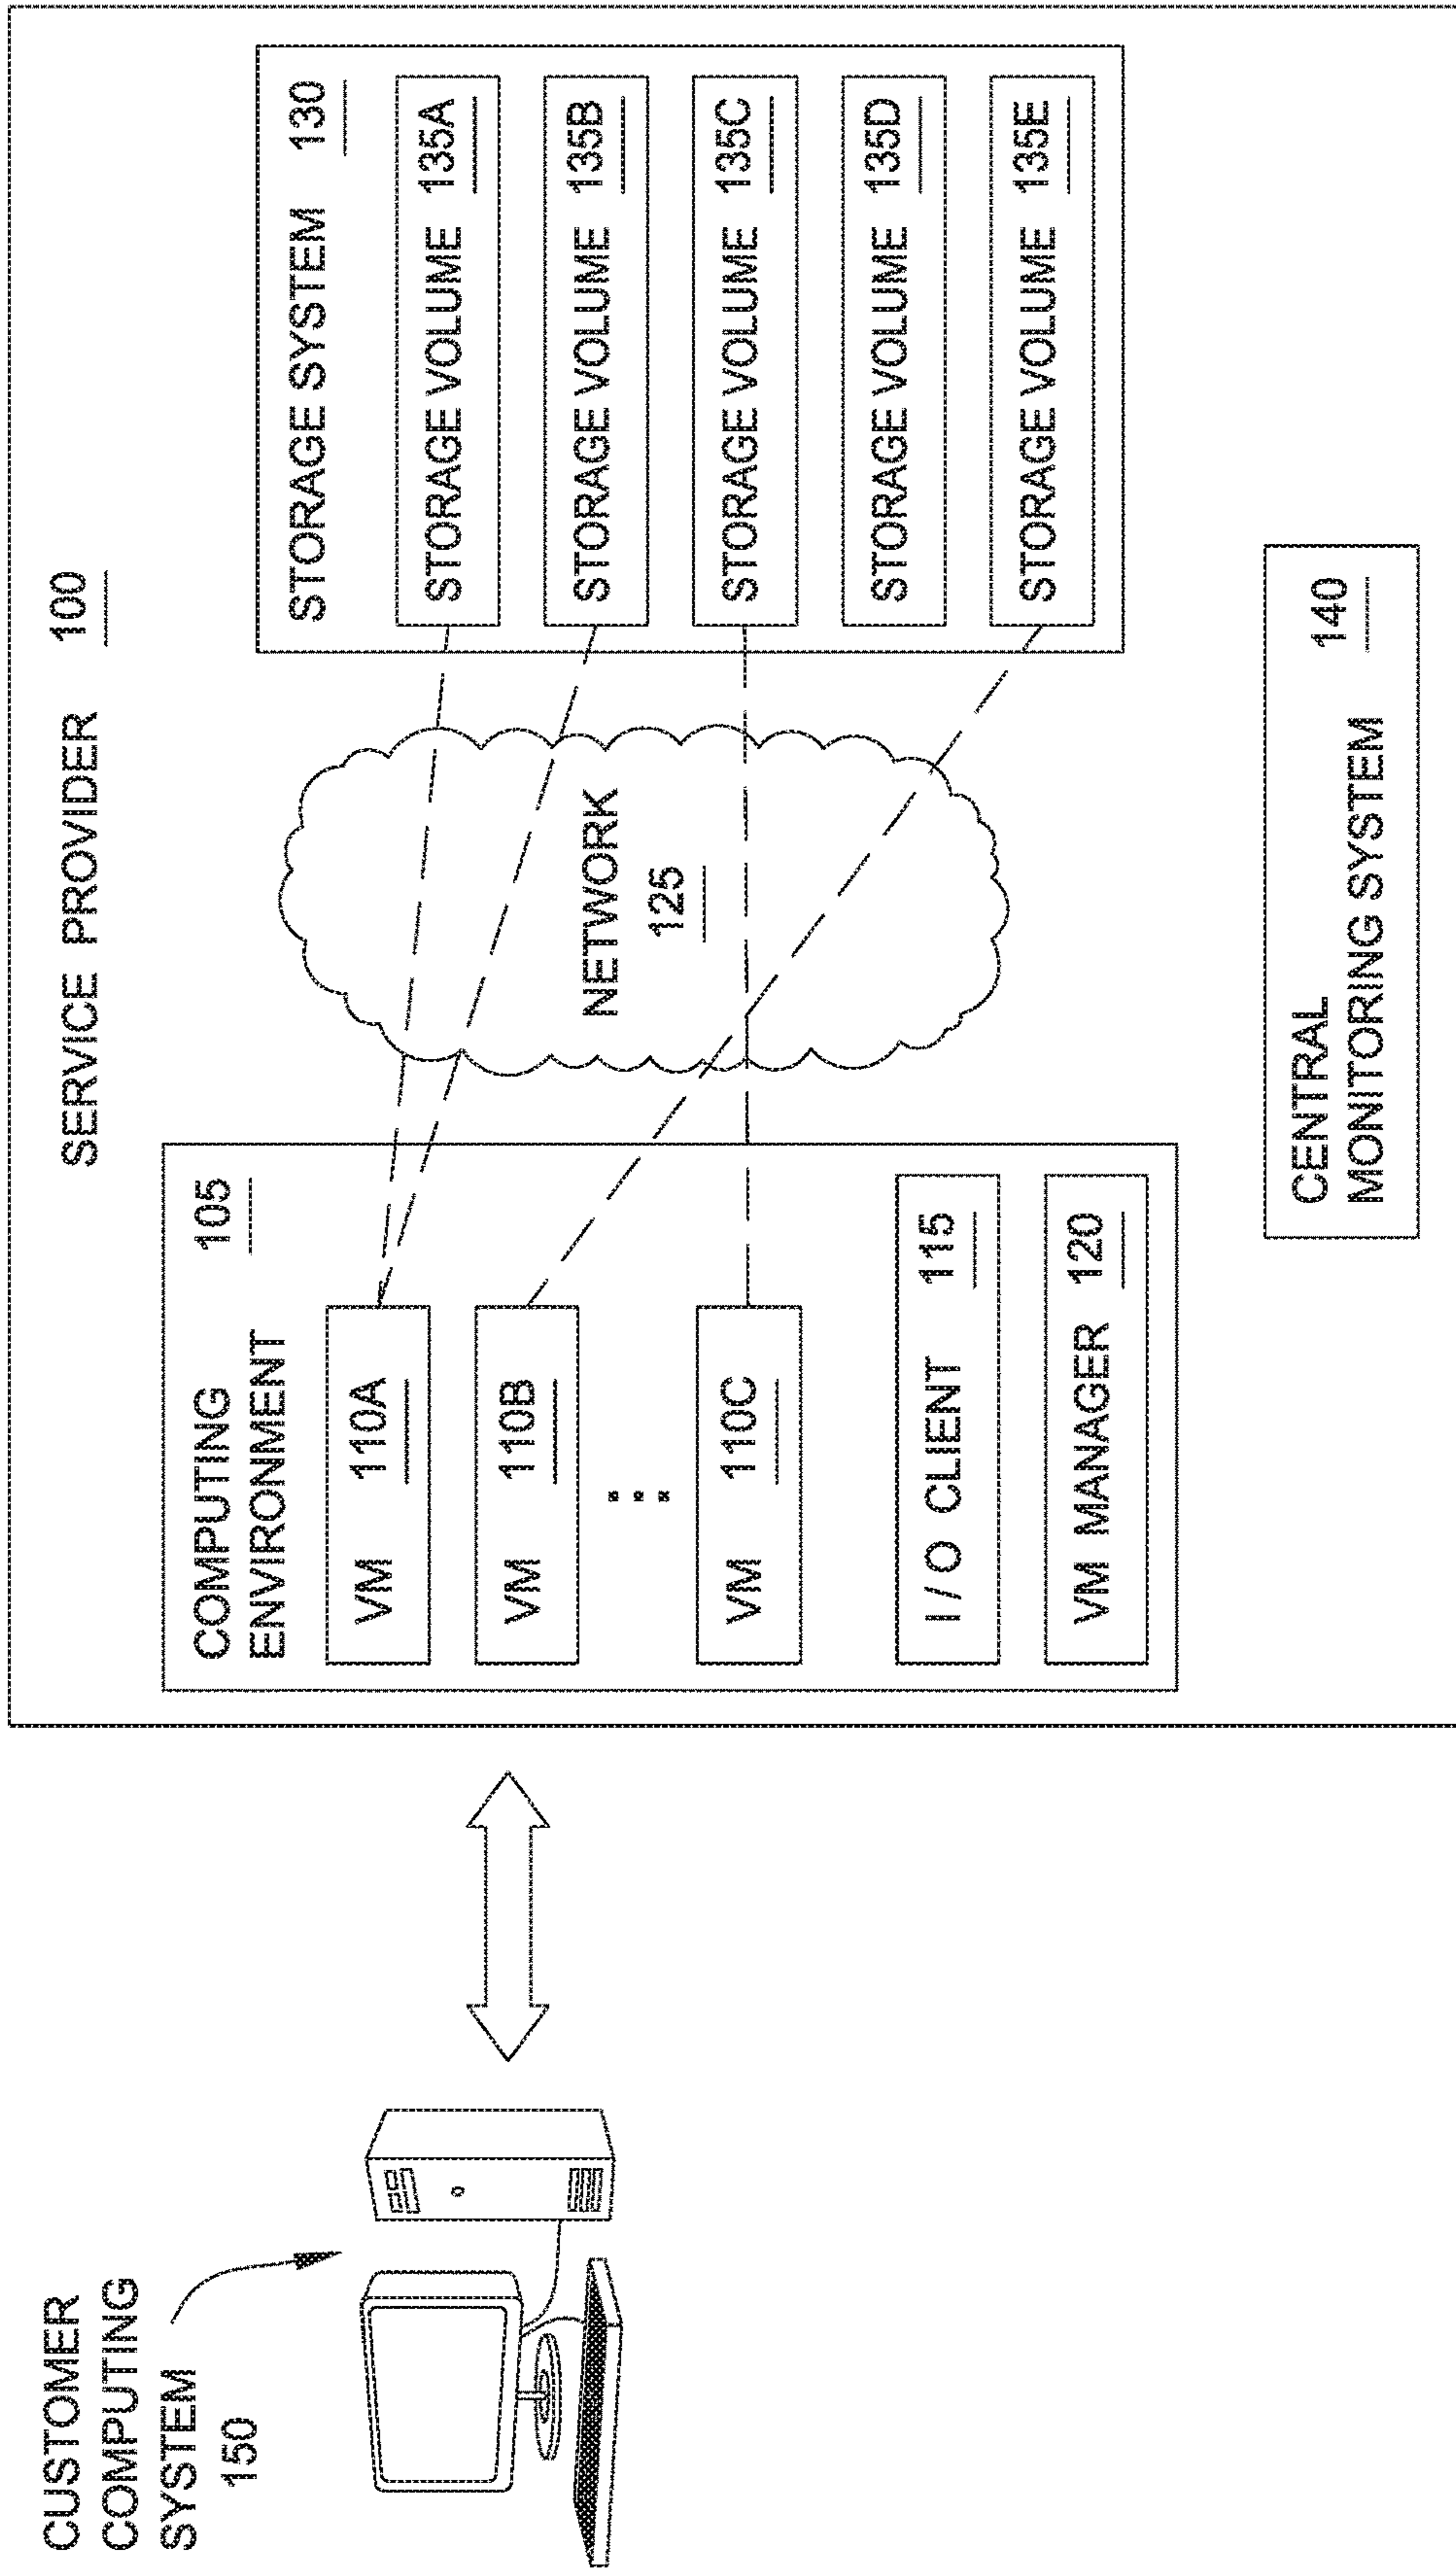 CUSTOMER
COMPUTING
SYSTEM
150
SERVICE PROVIDER 100
COMPUTING
ENVIRONMENT 105
VM 110A
VM 110B
VM 110C
I / O CLIENT 115
VM MANAGER 120
NETWORK
125
STORAGE SYSTEM 130
STORAGE VOLUME 135A
STORAGE VOLUME 135B
STORAGE VOLUME 135C
STORAGE VOLUME 135D
STORAGE VOLUME 135E
CENTRAL
MONITORING SYSTEM 140